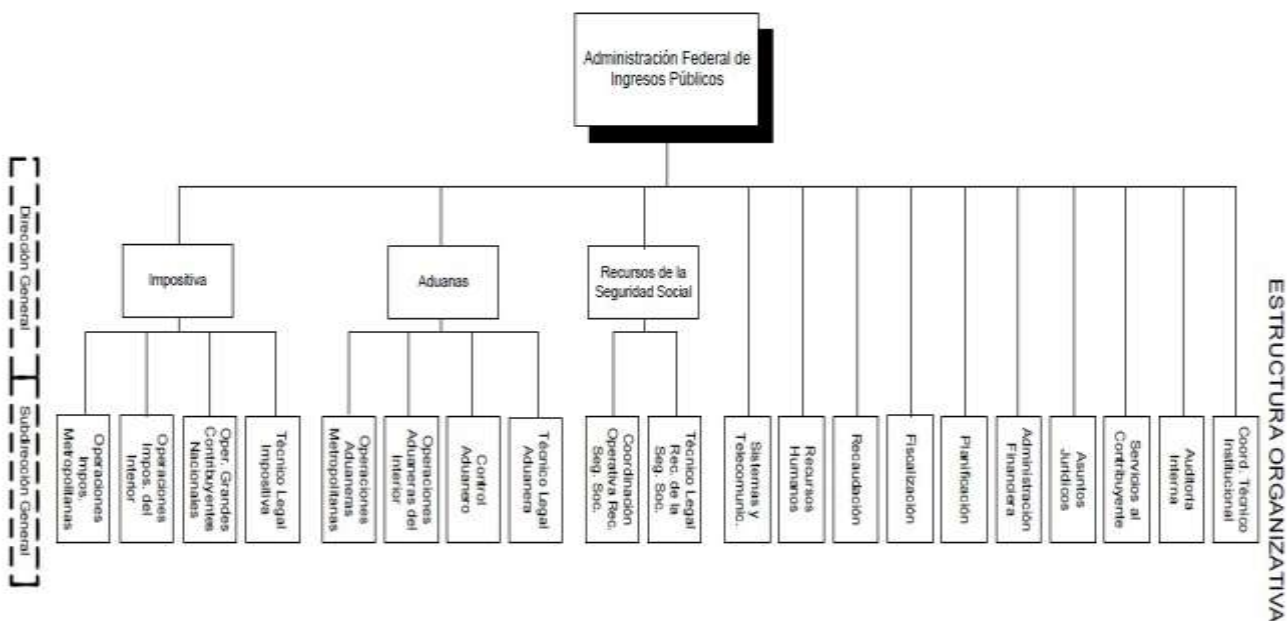 Administración Federal de
Ingresos Públicos
ESTRUCTURA ORGANIZATIVA
Dirección General
Impositiva
Aduanas
Recursos de la
Seguridad Social
Subdirección General
Operaciones
Impos.
Metropolitanas
Operaciones
Impos. del
Interior
Oper. Grandes
Contribuyentes
Nacionales
Técnico Legal
Impositiva
Operaciones
Aduaneras
Metropolitanas
Operaciones
Aduaneras del
Interior
Control
Aduanero
Técnico Legal
Aduanera
Coordinación
Operativa Rec.
Seg. Soc.
Técnico Legal
Rec. de la
Seg. Soc.
Sistemas y
Telecomunic.
Recursos
Humanos
Recaudación
Fiscalización
Planificación
Administración
Financiera
Asuntos
Jurídicos
Servicios al
Contribuyente
Auditoría
Interna
Coord. Técnico
Institucional